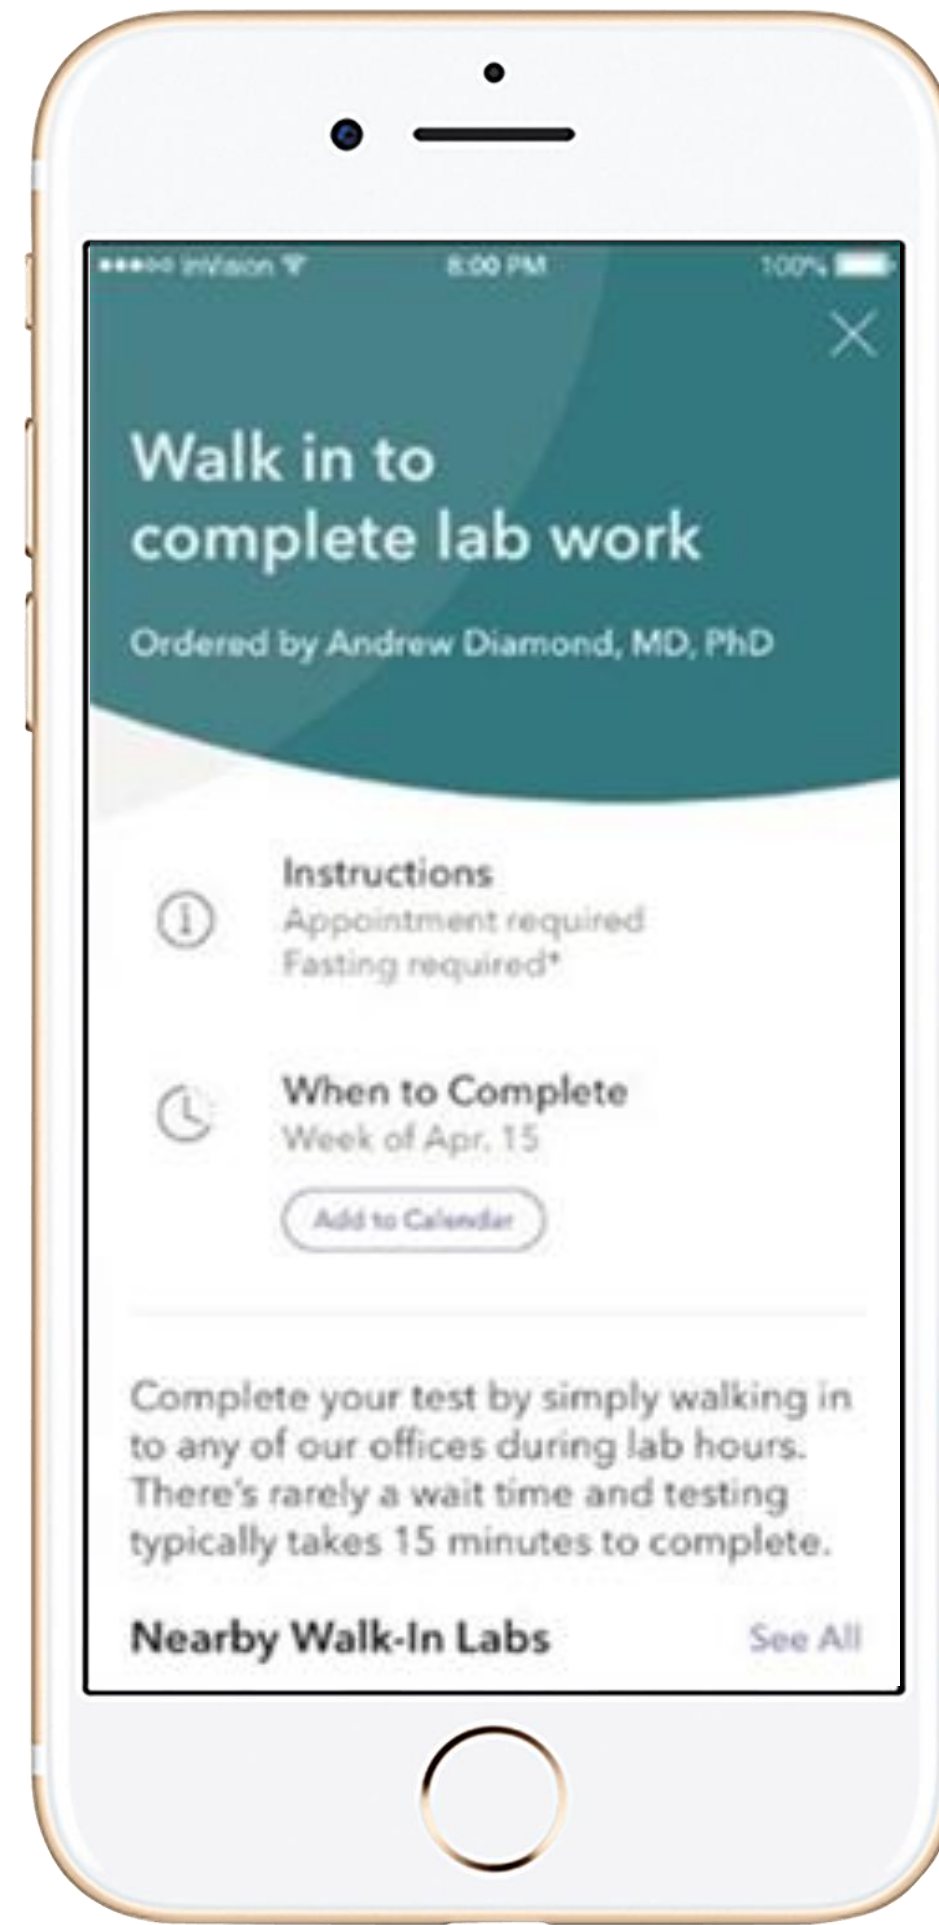 InVision 8:00 PM 100%
Walk in to
complete lab work
Ordered by Andrew Diamond, MD, PhD
Instructions
Appointment required
Fasting required*
When to Complete
Week of Apr. 15
Add to Calendar
Complete your test by simply walking in
to any of our offices during lab hours.
There's rarely a wait time and testing
typically takes 15 minutes to complete.
Nearby Walk-In Labs See All